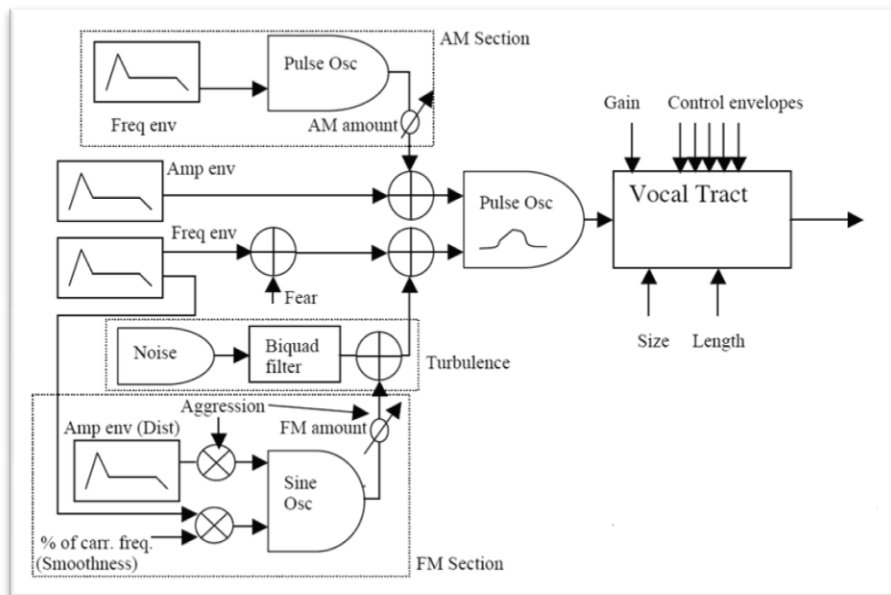 AM Section
Pulse Osc
Freq env
AM amount
Gain
Control envelopes
Amp env
Pulse Osc
Vocal Tract
Freq env
Fear
Size
Length
Noise
Biquad
filter
Turbulence
Aggression
Amp env (Dist)
FM amount
Sine
Osc
% of carr. freq.
(Smoothness)
FM Section